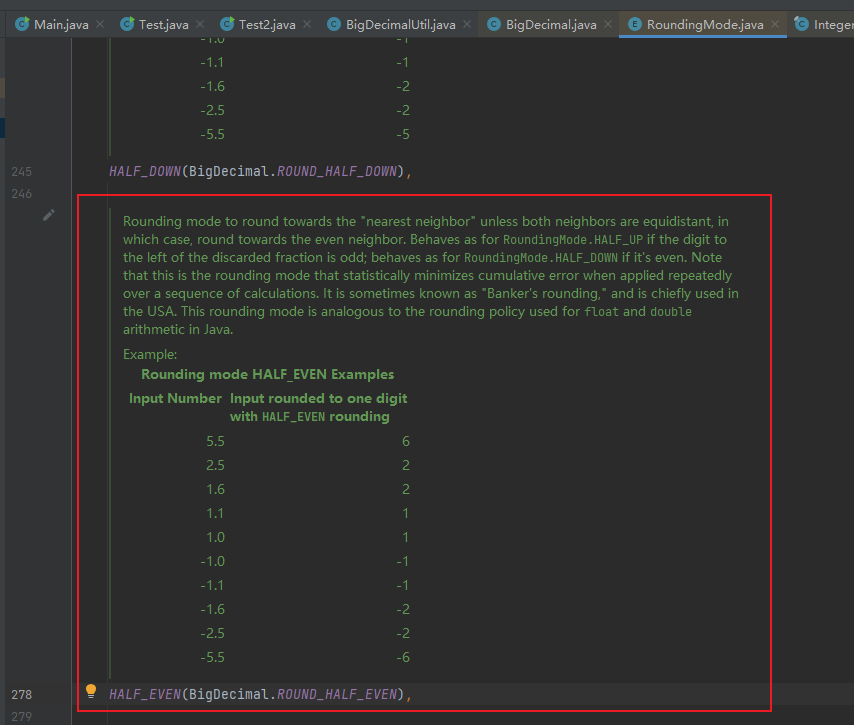 Main.java
Test.java
Test2.java
BigDecimalUtil.java
BigDecimal.java
RoundingMode.java
Integer
-1.0 -1
-1.1 -1
-1.6 -2
-2.5 -2
-5.5 -5
245 HALF_DOWN(BigDecimal.ROUND_HALF_DOWN),
246
Rounding mode to round towards the "nearest neighbor" unless both neighbors are equidistant, in
which case, round towards the even neighbor. Behaves as for RoundingMode.HALF_UP if the digit to
the left of the discarded fraction is odd; behaves as for RoundingMode.HALF_DOWN if it's even. Note
that this is the rounding mode that statistically minimizes cumulative error when applied repeatedly
over a sequence of calculations. It is sometimes known as "Banker's rounding," and is chiefly used in
the USA. This rounding mode is analogous to the rounding policy used for float and double
arithmetic in Java.
Example:
Rounding mode HALF_EVEN Examples
Input Number Input rounded to one digit
with HALF_EVEN rounding
5.5 6
2.5 2
1.6 2
1.1 1
1.0 1
-1.0 -1
-1.1 -1
-1.6 -2
-2.5 -2
-5.5 -6
278 HALF_EVEN(BigDecimal.ROUND_HALF_EVEN),
279